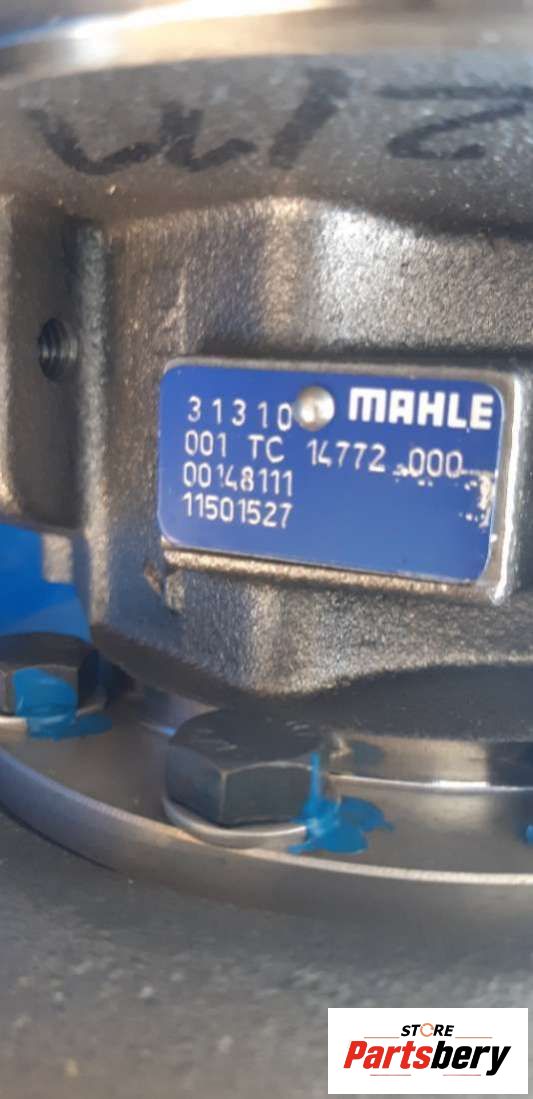 31310 MAHLE
001 TC 14772 000
00148111
11501527
STORE
Partsbery